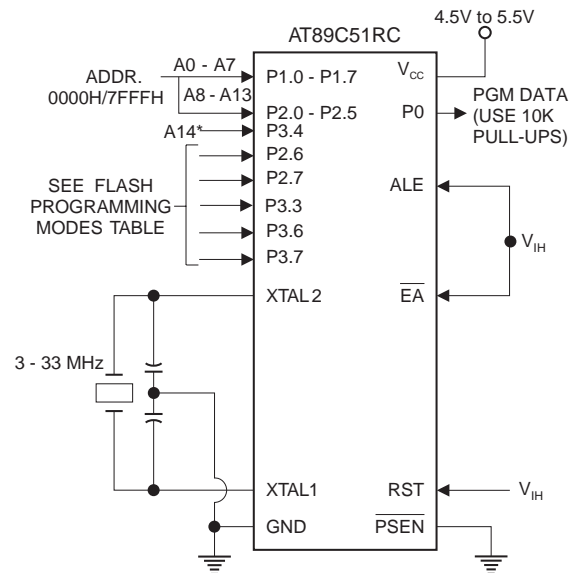 4.5V to 5.5V
AT89C51RC
A0 - A7
ADDR.
0000H/7FFFH
P1.0 - P1.7
VCC
A8 - A13
P2.0 - P2.5
P0
PGM DATA
(USE 10K
PULL-UPS)
A14*
P3.4
P2.6
SEE FLASH
PROGRAMMING
MODES TABLE
P2.7
ALE
P3.3
P3.6
VIH
P3.7
XTAL2
EA
3 - 33 MHz
XTAL1
RST
VIH
GND
PSEN